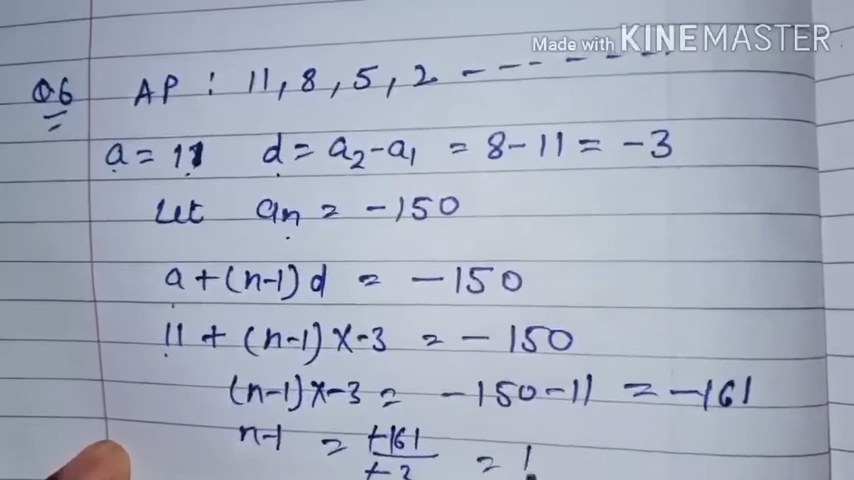 Made with KINEMASTER
Q6 AP : 11, 8, 5, 2 - - - - - - -
a = 11 d = a₂-a₁ = 8-11 = -3
Let aₙ = -150
a+(n-1)d = -150
11 + (n-1)×-3 = -150
(n-1)×-3 = -150-11 = -161
n-1 = -161/-3 =